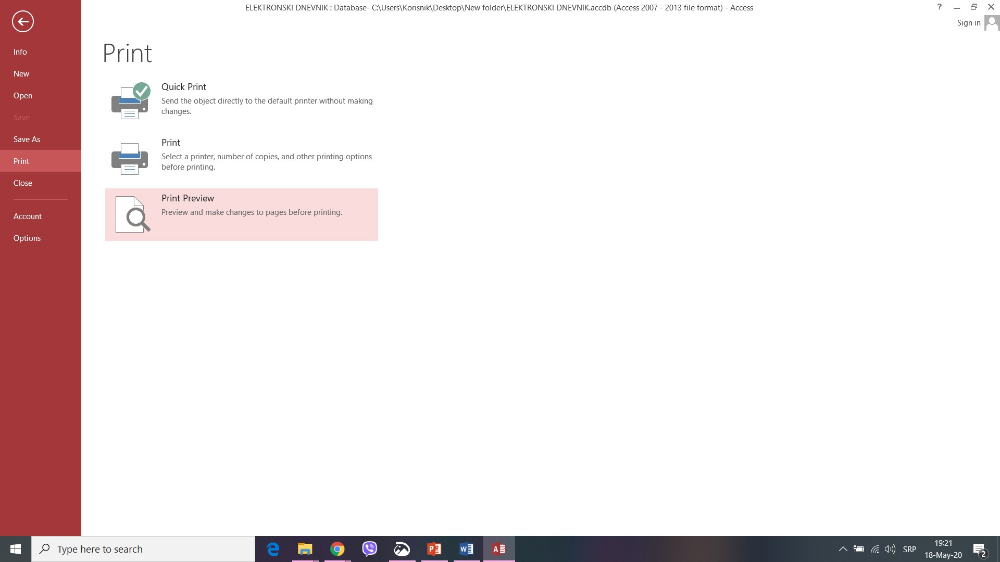 ELEKTRONSKI DNEVNIK : Database- C:\Users\Korisnik\Desktop\New folder\ELEKTRONSKI DNEVNIK.accdb (Access 2007 - 2013 file format) - Access
?
Sign in
Info
New
Open
Save
Save As
Print
Close
Account
Options
Print
Quick Print
Send the object directly to the default printer without making
changes.
Print
Select a printer, number of copies, and other printing options
before printing.
Print Preview
Preview and make changes to pages before printing.
Type here to search
SRP
19:21
18-May-20
2